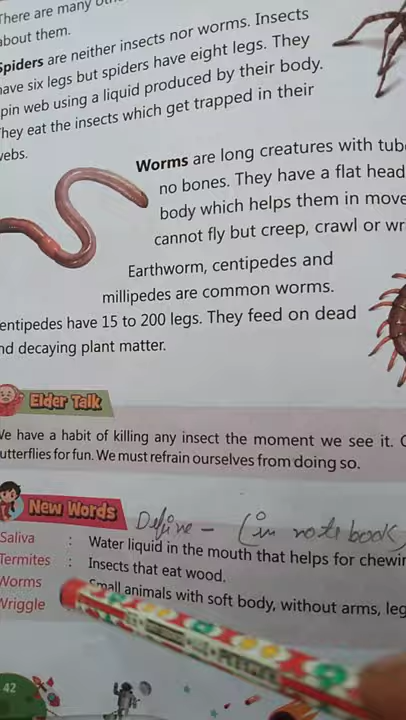 There are many
about them.
Spiders are neither insects nor worms. Insects
have six legs but spiders have eight legs. They
spin web using a liquid produced by their body.
They eat the insects which get trapped in their
webs.
Worms are long creatures with
no bones. They have a flat head
body which helps them in
cannot fly but creep, crawl or
Earthworm, centipedes and
millipedes are common worms.
entipedes have 15 to 200 legs. They feed on dead
nd decaying plant matter.
Elder Talk
We have a habit of killing any insect the moment we see it.
utterflies for fun. We must refrain ourselves from doing so.
New Words
Define - (in notebook)
Saliva : Water liquid in the mouth that helps for
Termites : Insects that eat wood.
Worms Small animals with soft body, without arms,
Wriggle
42